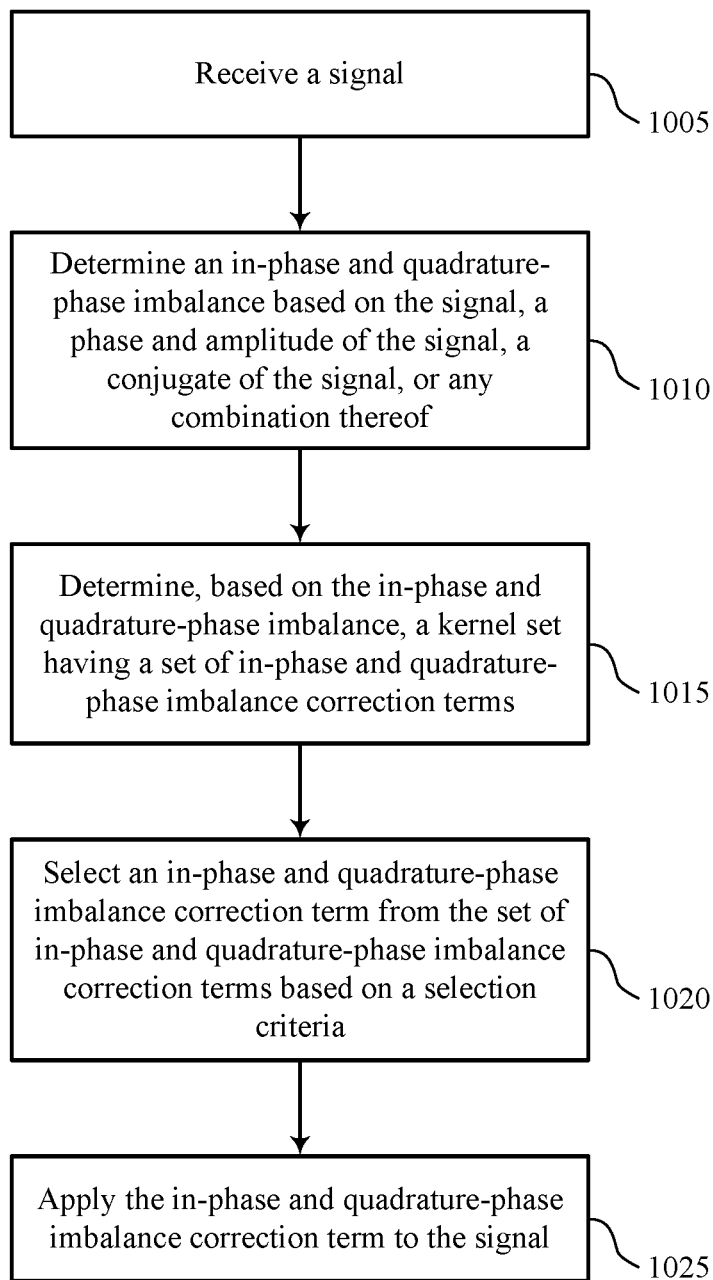 Receive a signal
1005
Determine an in-phase and quadrature-
phase imbalance based on the signal, a
phase and amplitude of the signal, a
conjugate of the signal, or any
combination thereof
1010
Determine, based on the in-phase and
quadrature-phase imbalance, a kernel set
having a set of in-phase and quadrature-
phase imbalance correction terms
1015
Select an in-phase and quadrature-phase
imbalance correction term from the set of
in-phase and quadrature-phase imbalance
correction terms based on a selection
criteria
1020
Apply the in-phase and quadrature-phase
imbalance correction term to the signal
1025